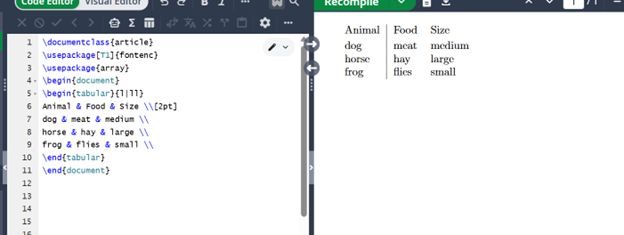 Code Editor Visual Editor
Recompile
1 / 1
1 \documentclass{article}
2 \usepackage[T1]{fontenc}
3 \usepackage{array}
4 \begin{document}
5 \begin{tabular}{l|ll}
6 Animal & Food & Size \\[2pt]
7 dog & meat & medium \\
8 horse & hay & large \\
9 frog & flies & small \\
10 \end{tabular}
11 \end{document}
12
13
14
15
Animal Food Size
dog meat medium
horse hay large
frog flies small